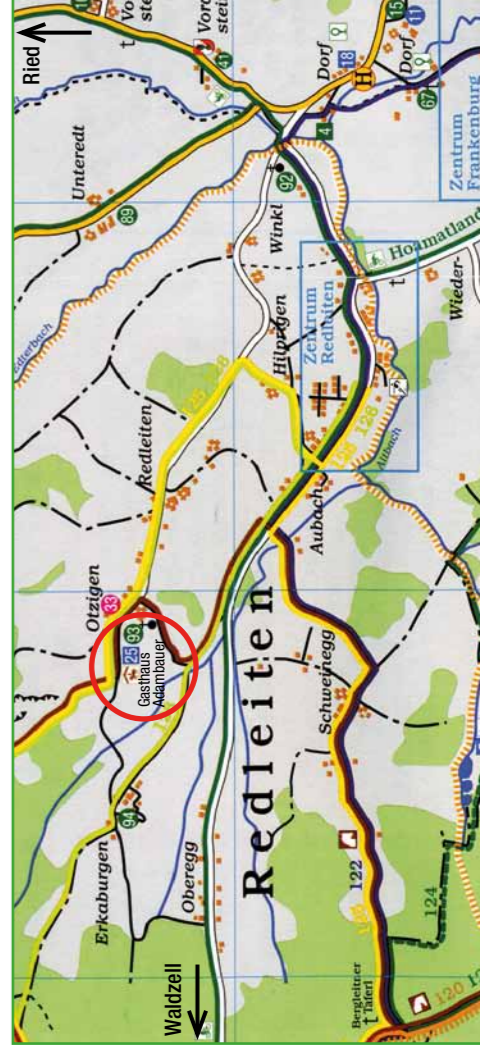 Ried
Waldzell
Unteredt
89
41
Dorf
18
H
15
11
Dorf
67
4
92
Winkl
Zentrum
Frankenburg
Zentrum
Redleiten
Hoamatland
Wieder-
Hilprigen
Redleiten
128
128
Aubach
Otzigen
33
93
25
Gasthaus
Adambauer
Erkaburgen
94
Oberegg
Redleiten
Schweinegg
122
124
Bergleitner
Taferl
120